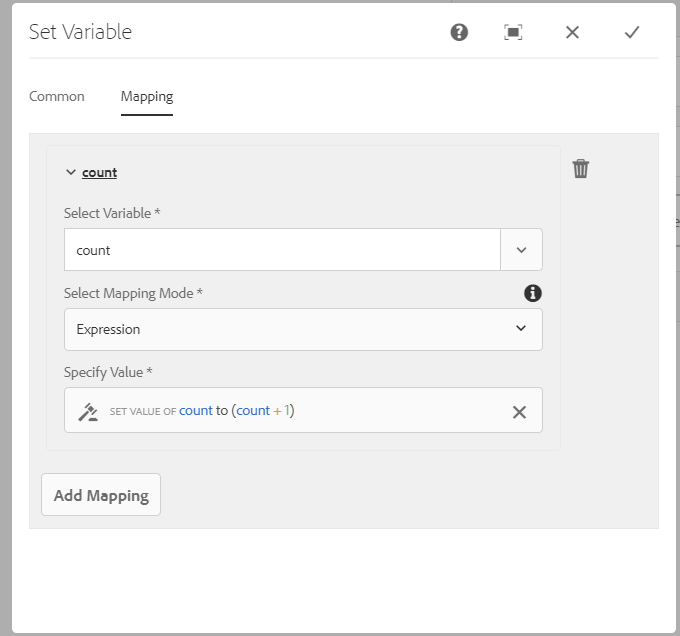 Set Variable
Common Mapping
count
Select Variable *
count
Select Mapping Mode *
Expression
Specify Value *
SET VALUE OF count to (count + 1)
Add Mapping